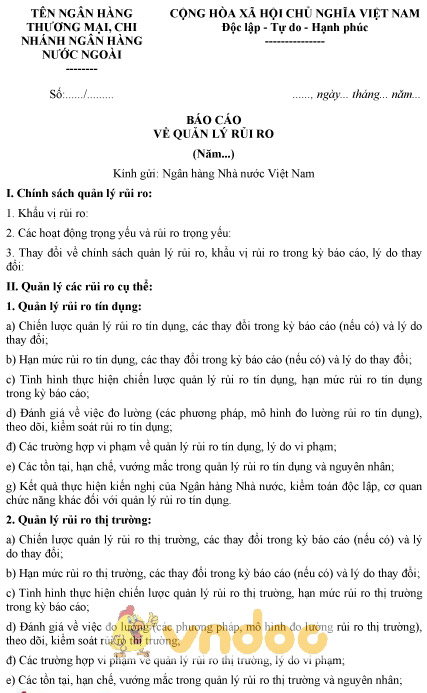 TÊN NGÂN HÀNG
THƯƠNG MẠI, CHI
NHÁNH NGÂN HÀNG
NƯỚC NGOÀI
--------
CỘNG HÒA XÃ HỘI CHỦ NGHĨA VIỆT NAM
Độc lập - Tự do - Hạnh phúc
---------------
Số:....../.........
......, ngày... tháng... năm...
BÁO CÁO
VỀ QUẢN LÝ RỦI RO
(Năm...)
Kính gửi: Ngân hàng Nhà nước Việt Nam
I. Chính sách quản lý rủi ro:
1. Khẩu vị rủi ro:
2. Các hoạt động trọng yếu và rủi ro trọng yếu:
3. Thay đổi về chính sách quản lý rủi ro, khẩu vị rủi ro trong kỳ báo cáo, lý do thay
đổi:
II. Quản lý các rủi ro cụ thể:
1. Quản lý rủi ro tín dụng:
a) Chiến lược quản lý rủi ro tín dụng, các thay đổi trong kỳ báo cáo (nếu có) và lý do
thay đổi;
b) Hạn mức rủi ro tín dụng, các thay đổi trong kỳ báo cáo (nếu có) và lý do thay đổi;
c) Tình hình thực hiện chiến lược quản lý rủi ro tín dụng, hạn mức rủi ro tín dụng
trong kỳ báo cáo;
d) Đánh giá về việc đo lường (các phương pháp, mô hình đo lường rủi ro tín dụng),
theo dõi, kiểm soát rủi ro tín dụng;
đ) Các trường hợp vi phạm về quản lý rủi ro tín dụng, lý do vi phạm;
e) Các tồn tại, hạn chế, vướng mắc trong quản lý rủi ro tín dụng và nguyên nhân;
g) Kết quả thực hiện kiến nghị của Ngân hàng Nhà nước, kiểm toán độc lập, cơ quan
chức năng khác đối với quản lý rủi ro tín dụng.
2. Quản lý rủi ro thị trường:
a) Chiến lược quản lý rủi ro thị trường, các thay đổi trong kỳ báo cáo (nếu có) và lý
do thay đổi;
b) Hạn mức rủi ro thị trường, các thay đổi trong kỳ báo cáo (nếu có) và lý do thay đổi;
c) Tình hình thực hiện chiến lược quản lý rủi ro thị trường, hạn mức rủi ro thị trường
trong kỳ báo cáo;
d) Đánh giá về việc đo lường (các phương pháp, mô hình đo lường rủi ro thị trường),
theo dõi, kiểm soát rủi ro thị trường;
vndoc
đ) Các trường hợp vi phạm về quản lý rủi ro thị trường, lý do vi phạm;
e) Các tồn tại, hạn chế, vướng mắc trong quản lý rủi ro thị trường và nguyên nhân;